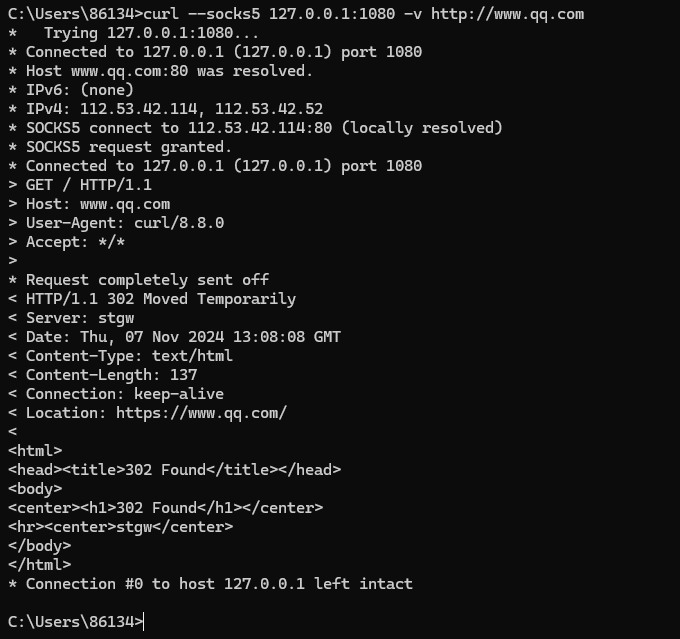 C:\Users\86134>curl --socks5 127.0.0.1:1080 -v http://www.qq.com
*   Trying 127.0.0.1:1080...
* Connected to 127.0.0.1 (127.0.0.1) port 1080
* Host www.qq.com:80 was resolved.
* IPv6: (none)
* IPv4: 112.53.42.114, 112.53.42.52
* SOCKS5 connect to 112.53.42.114:80 (locally resolved)
* SOCKS5 request granted.
* Connected to 127.0.0.1 (127.0.0.1) port 1080
> GET / HTTP/1.1
> Host: www.qq.com
> User-Agent: curl/8.8.0
> Accept: */*
>
* Request completely sent off
< HTTP/1.1 302 Moved Temporarily
< Server: stgw
< Date: Thu, 07 Nov 2024 13:08:08 GMT
< Content-Type: text/html
< Content-Length: 137
< Connection: keep-alive
< Location: https://www.qq.com/
<
<html>
<head><title>302 Found</title></head>
<body>
<center><h1>302 Found</h1></center>
<hr><center>stgw</center>
</body>
</html>
* Connection #0 to host 127.0.0.1 left intact
C:\Users\86134>